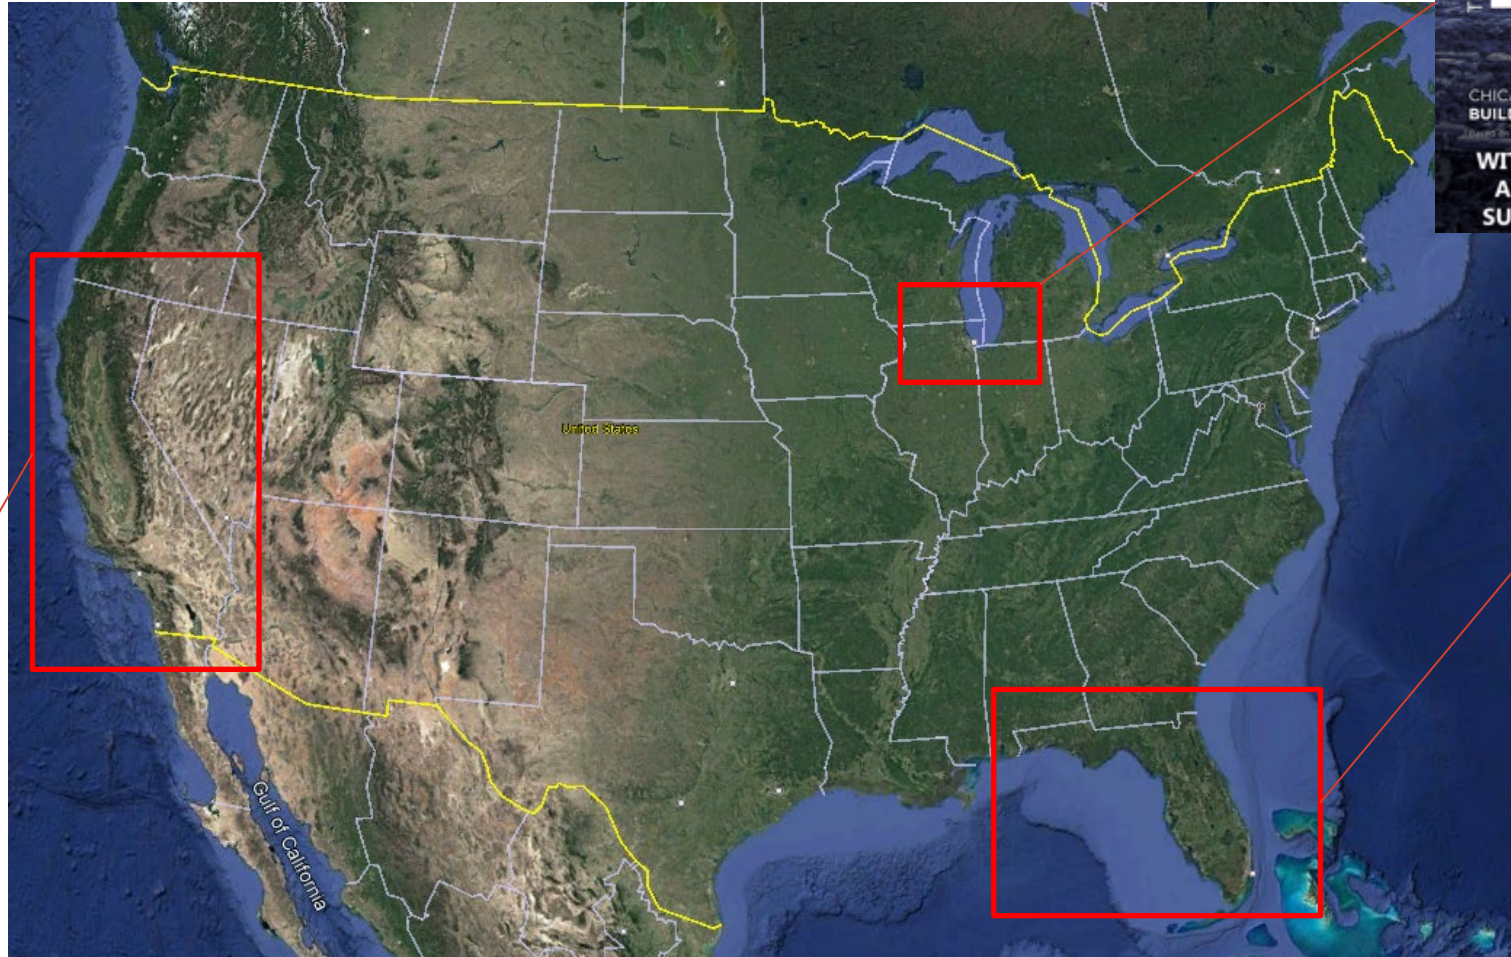 CHIC
BUIL
WI
A
SU
United States
Gulf of California